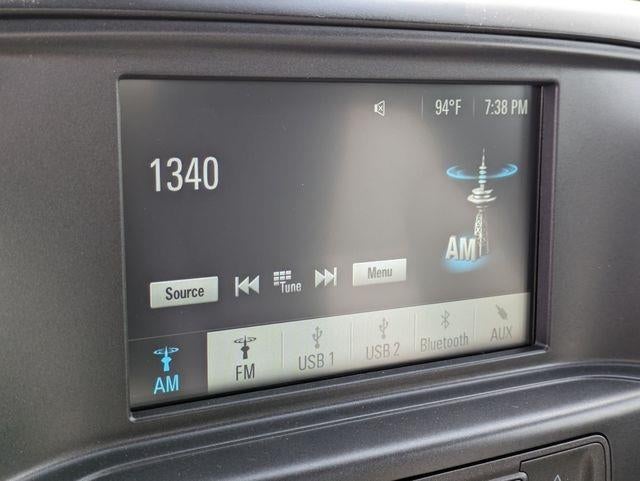 94°F 7:38 PM
1340
AM
Source Tune Menu
AM FM USB 1 USB 2 Bluetooth AUX